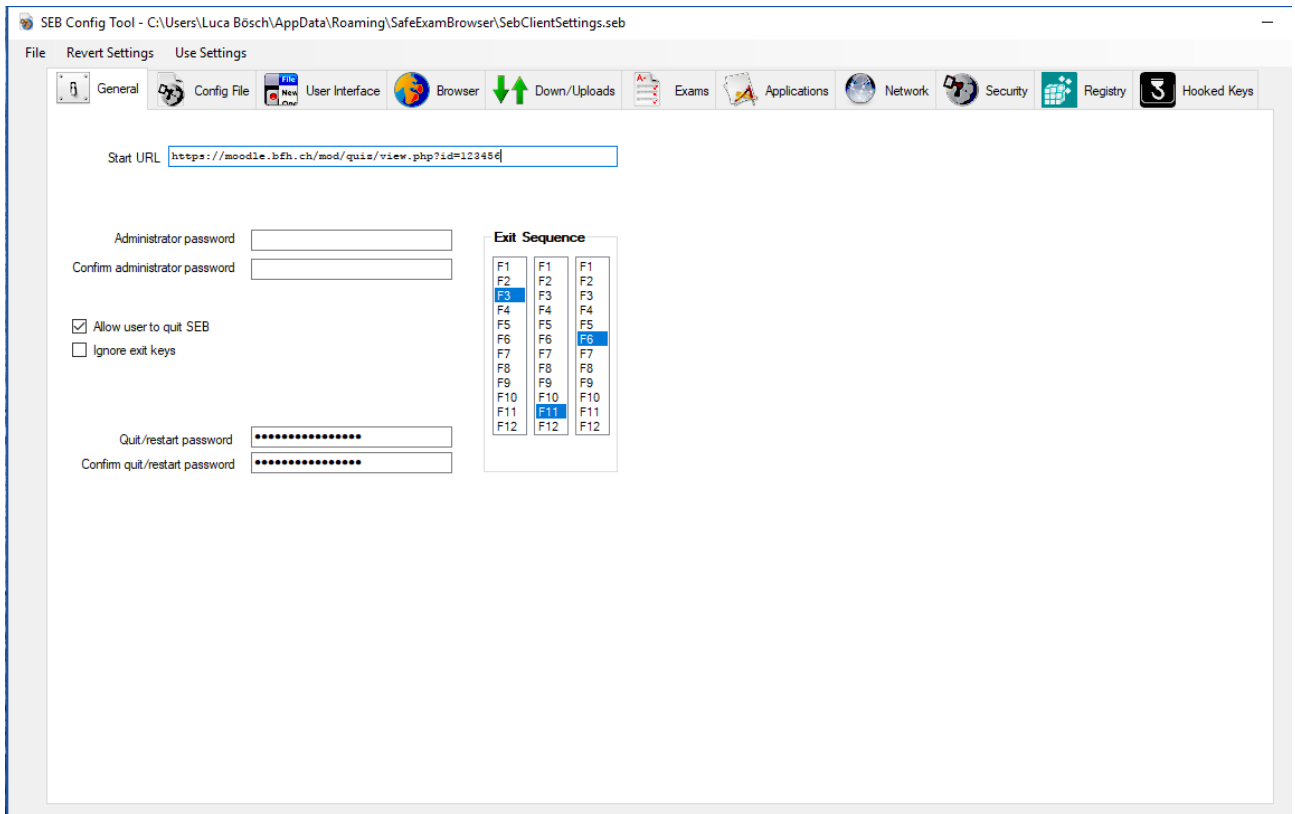 SEB Config Tool - C:\Users\Luca Bösch\AppData\Roaming\SafeExamBrowser\SebClientSettings.seb
File Revert Settings Use Settings
General Config File File New One User Interface Browser Down/Uploads A- Exams Applications Network Security Registry Hooked Keys
Start URL https://moodle.bfh.ch/mod/quiz/view.php?id=123456
Administrator password
Confirm administrator password
Allow user to quit SEB
Ignore exit keys
Quit/restart password ••••••••••••••••
Confirm quit/restart password ••••••••••••••••
Exit Sequence
F1 F1 F1
F2 F2 F2
F3 F3 F3
F4 F4 F4
F5 F5 F5
F6 F6 F6
F7 F7 F7
F8 F8 F8
F9 F9 F9
F10 F10 F10
F11 F11 F11
F12 F12 F12